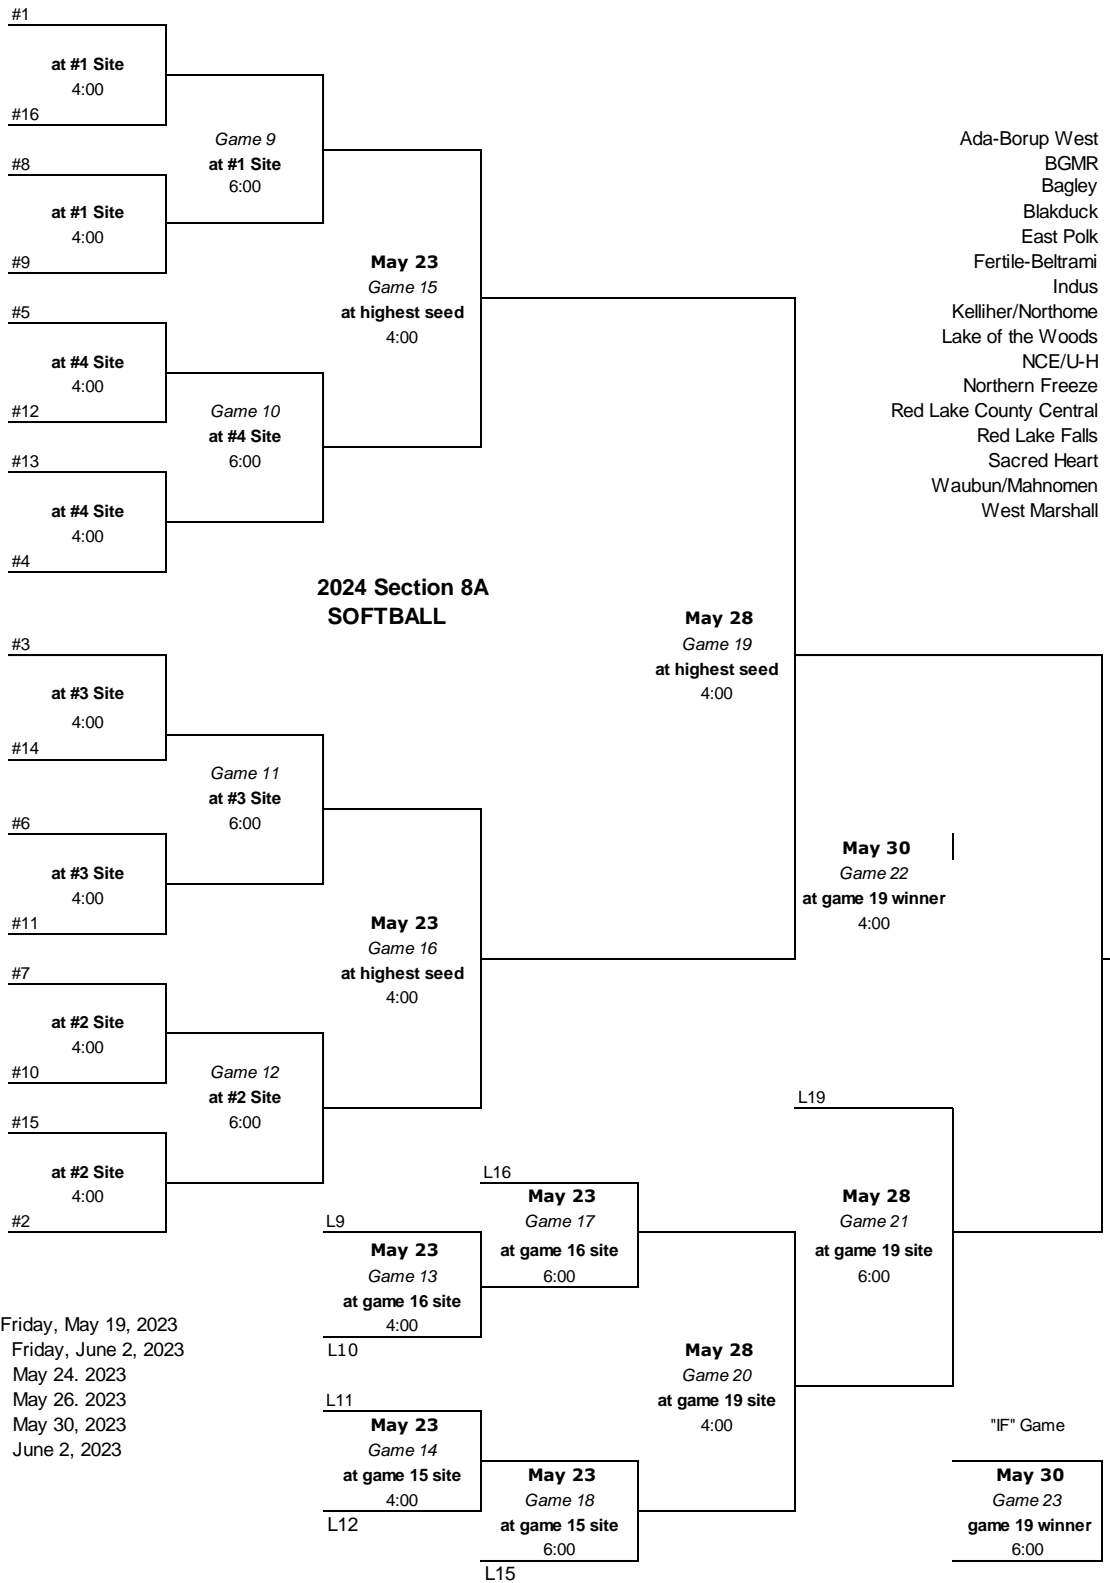 #1
at #1 Site
4:00
#16
Game 9
at #1 Site
6:00
#8
at #1 Site
4:00
#9
May 23
Game 15
at highest seed
4:00
#5
at #4 Site
4:00
#12
Game 10
at #4 Site
6:00
#13
at #4 Site
4:00
#4
Ada-Borup West
BGMR
Bagley
Blakduck
East Polk
Fertile-Beltrami
Indus
Kelliher/Northome
Lake of the Woods
NCE/U-H
Northern Freeze
Red Lake County Central
Red Lake Falls
Sacred Heart
Waubun/Mahnomen
West Marshall
2024 Section 8A
SOFTBALL
May 28
Game 19
at highest seed
4:00
#3
at #3 Site
4:00
#14
Game 11
at #3 Site
6:00
#6
at #3 Site
4:00
#11
May 23
Game 16
at highest seed
4:00
May 30
Game 22
at game 19 winner
4:00
#7
at #2 Site
4:00
#10
Game 12
at #2 Site
6:00
#15
at #2 Site
4:00
#2
L19
L16
May 23
Game 17
at game 16 site
6:00
May 28
Game 21
at game 19 site
6:00
L9
May 23
Game 13
at game 16 site
4:00
L10
Friday, May 19, 2023
Friday, June 2, 2023
May 24. 2023
May 26. 2023
May 30, 2023
June 2, 2023
May 28
Game 20
at game 19 site
4:00
L11
May 23
Game 14
at game 15 site
4:00
L12
May 23
Game 18
at game 15 site
6:00
L15
"IF" Game
May 30
Game 23
game 19 winner
6:00